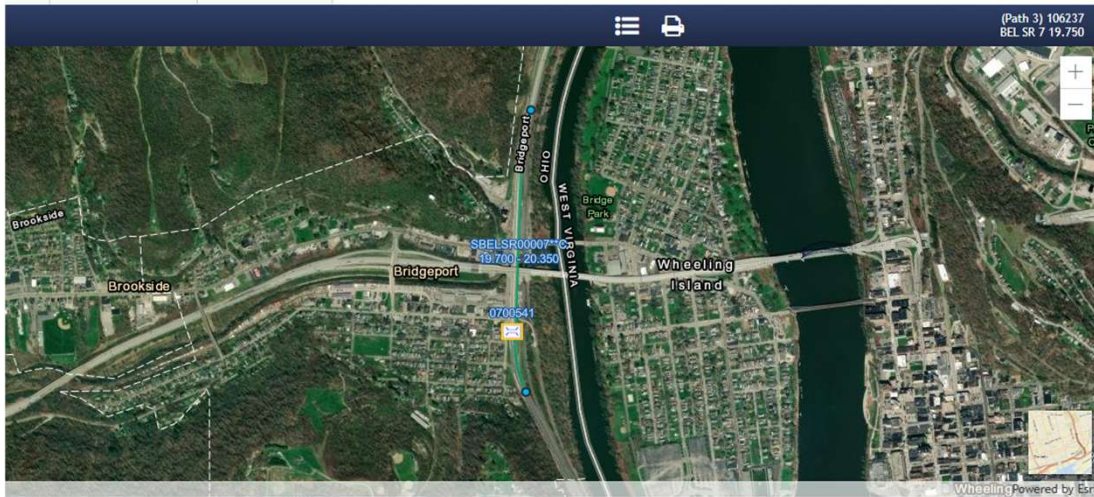 (Path 3) 106237
BEL SR 7 19.750
+
−
Bridgeport
OHIO
WEST VIRGINIA
Bridge
Park
Brookside
SBELSR00007**C
19.700 - 20.350
Wheeling
Island
Bridgeport
Brookside
0700541
Wheeling
Powered by Esri